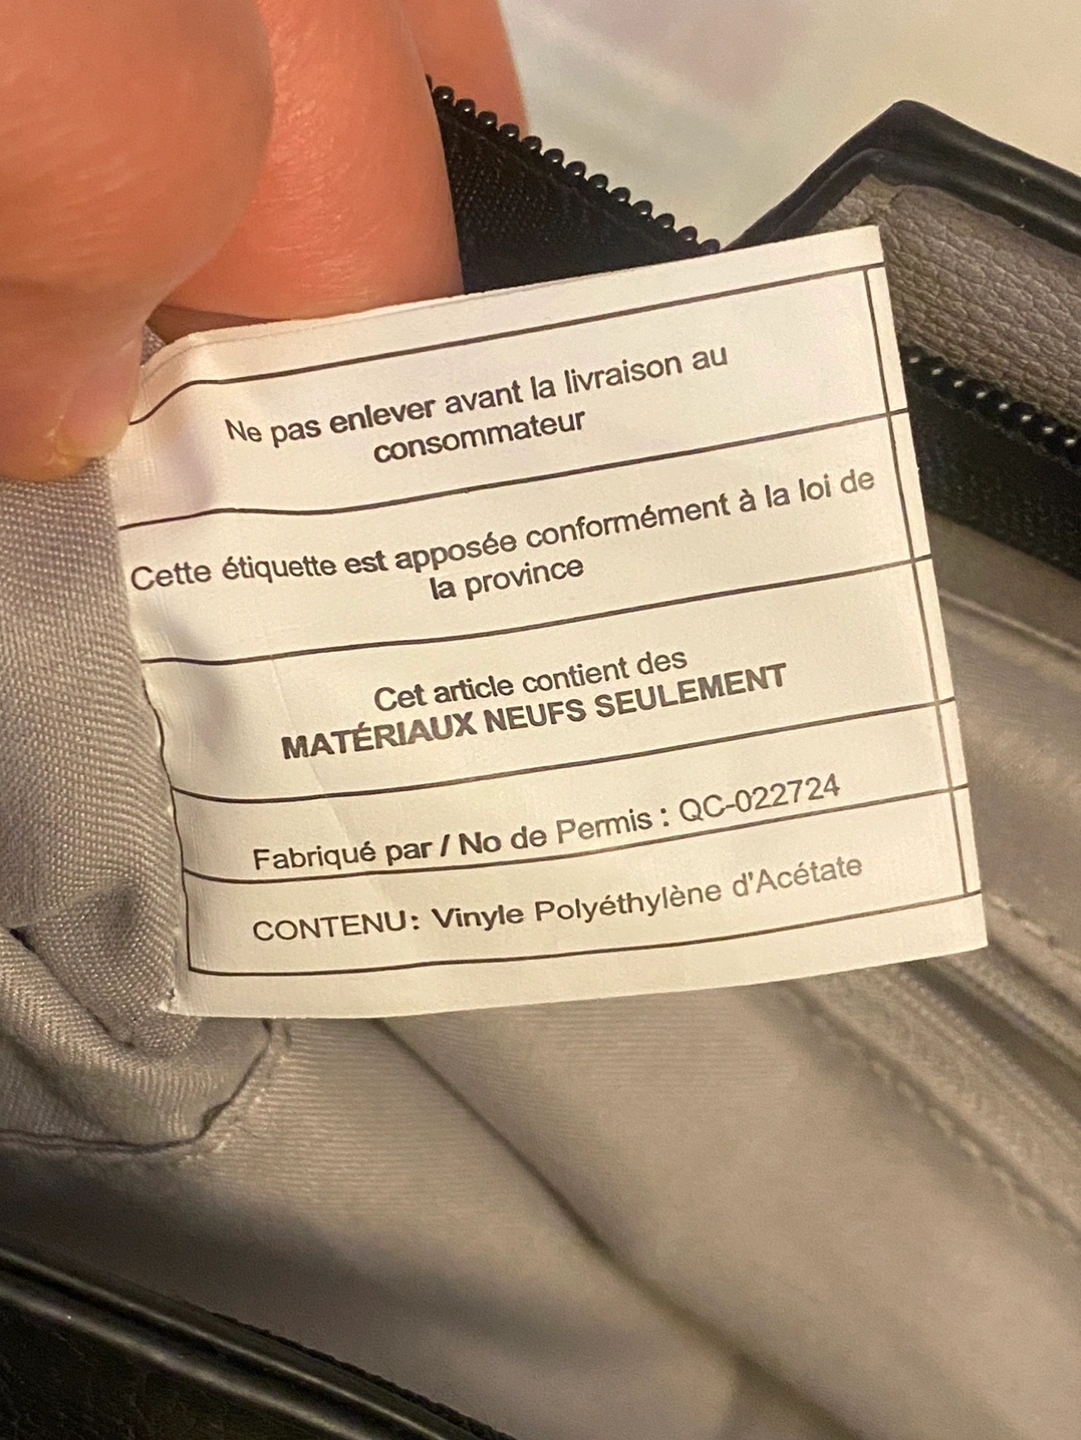 Ne pas enlever avant la livraison au
consommateur
Cette étiquette est apposée conformément à la loi de
la province
Cet article contient des
MATÉRIAUX NEUFS SEULEMENT
Fabriqué par / No de Permis : QC-022724
CONTENU: Vinyle Polyéthylène d'Acétate